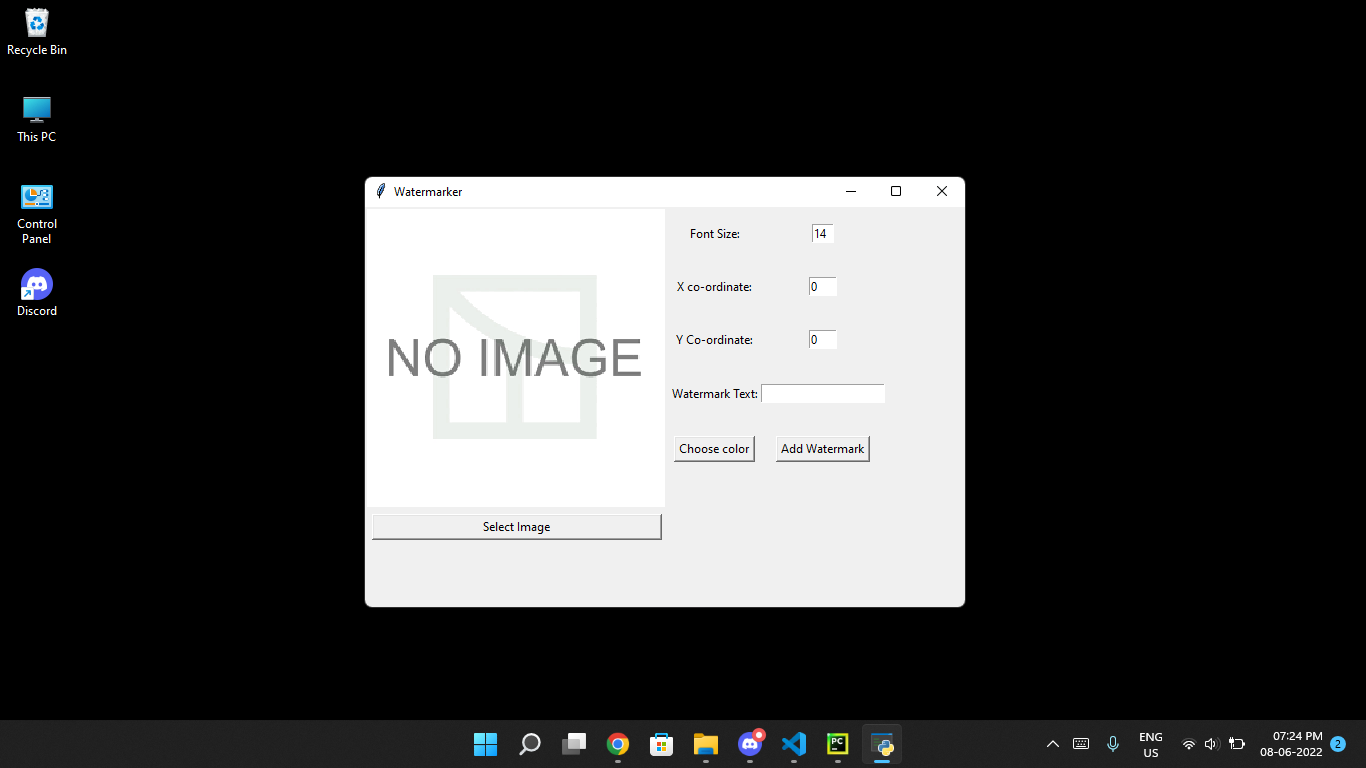 Recycle Bin
This PC
Control
Panel
Discord
Watermarker
NO IMAGE
Select Image
Font Size:
14
X co-ordinate:
0
Y Co-ordinate:
0
Watermark Text:
Choose color
Add Watermark
PC
ENG
US
07:24 PM
08-06-2022
2